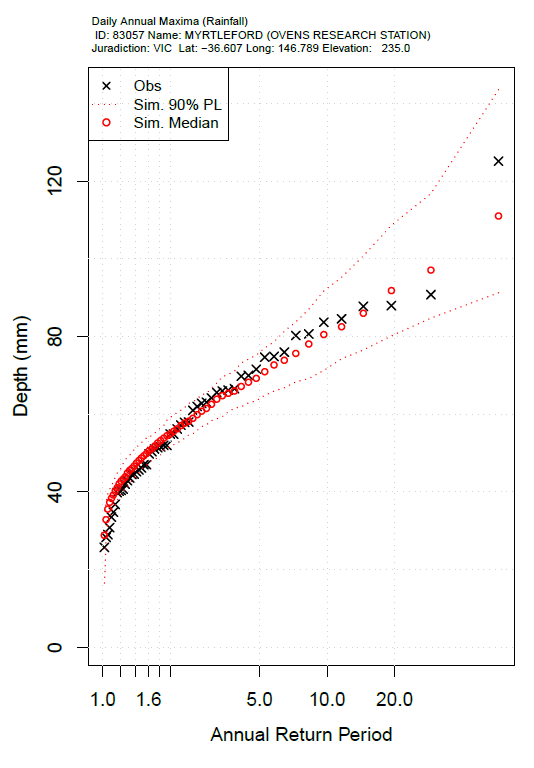 Daily Annual Maxima (Rainfall)
ID: 83057 Name: MYRTLEFORD (OVENS RESEARCH STATION)
Juradiction: VIC Lat: −36.607 Long: 146.789 Elevation: 235.0
Obs
Sim. 90% PL
Sim. Median
120
80
40
0
Depth (mm)
1.0 1.6 5.0 10.0 20.0
Annual Return Period